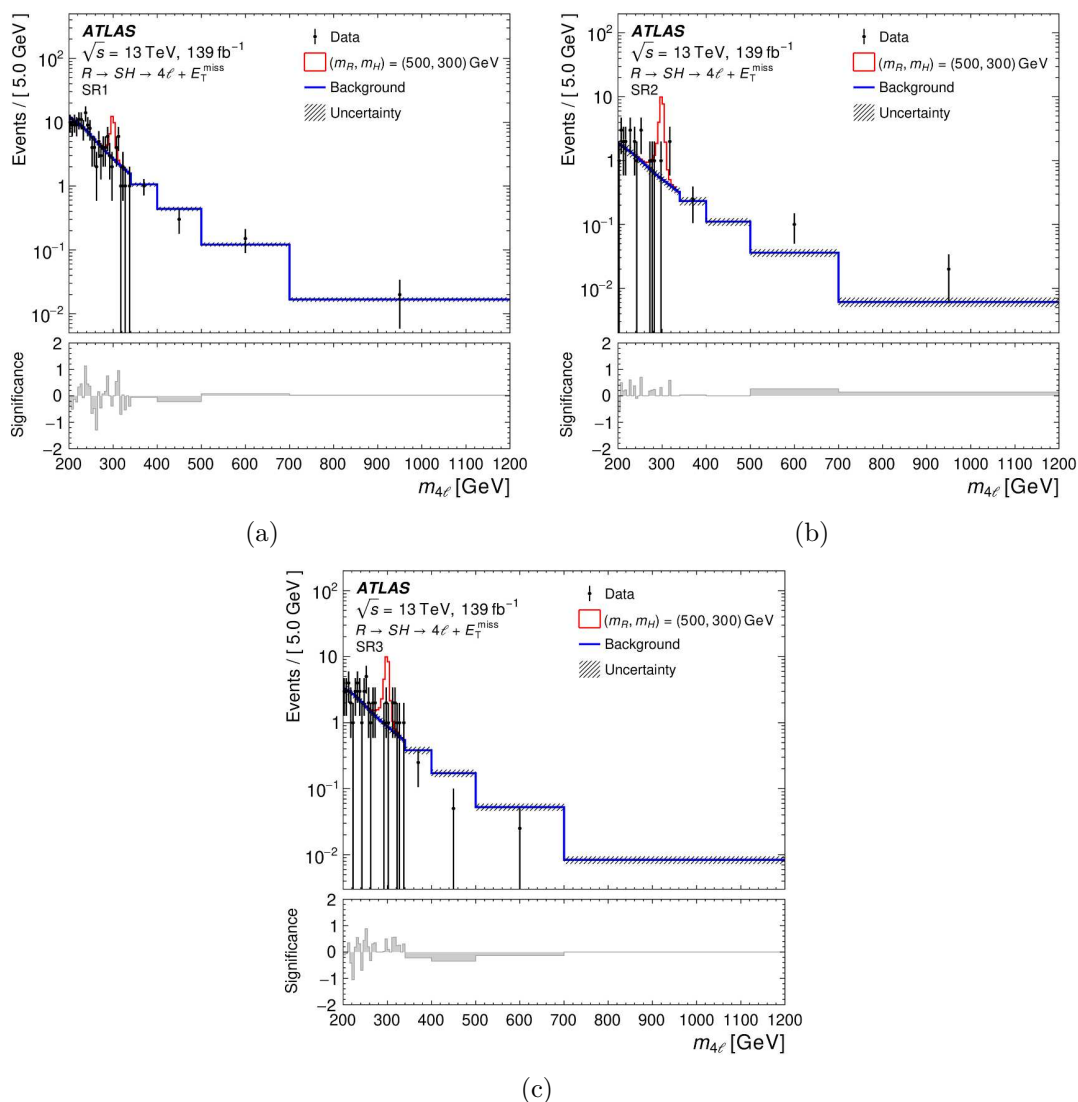 ATLAS
√s = 13 TeV, 139 fb⁻¹
R → SH → 4ℓ + E_T^miss
SR1
Data
(m_R, m_H) = (500, 300) GeV
Background
Uncertainty
Events / [ 5.0 GeV ]
10²
10
1
10⁻¹
10⁻²
Significance
2
1
0
−1
−2
200 300 400 500 600 700 800 900 1000 1100 1200
m_4ℓ [GeV]
(a)
ATLAS
√s = 13 TeV, 139 fb⁻¹
R → SH → 4ℓ + E_T^miss
SR2
Data
(m_R, m_H) = (500, 300) GeV
Background
Uncertainty
Events / [ 5.0 GeV ]
10²
10
1
10⁻¹
10⁻²
Significance
2
1
0
−1
−2
200 300 400 500 600 700 800 900 1000 1100 1200
m_4ℓ [GeV]
(b)
ATLAS
√s = 13 TeV, 139 fb⁻¹
R → SH → 4ℓ + E_T^miss
SR3
Data
(m_R, m_H) = (500, 300) GeV
Background
Uncertainty
Events / [ 5.0 GeV ]
10²
10
1
10⁻¹
10⁻²
Significance
2
1
0
−1
−2
200 300 400 500 600 700 800 900 1000 1100 1200
m_4ℓ [GeV]
(c)